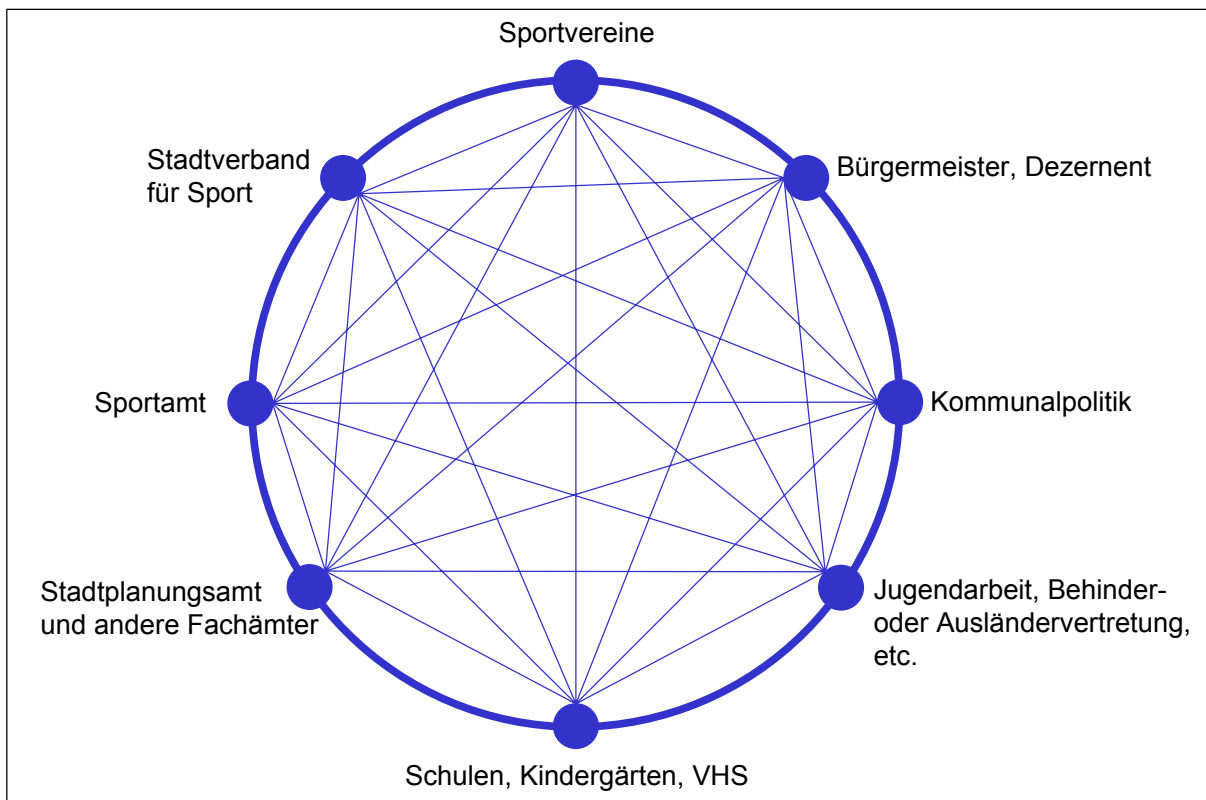 Sportvereine
Stadtverband
für Sport
Bürgermeister, Dezernent
Sportamt
Kommunalpolitik
Stadtplanungsamt
und andere Fachämter
Jugendarbeit, Behinder-
oder Ausländervertretung,
etc.
Schulen, Kindergärten, VHS